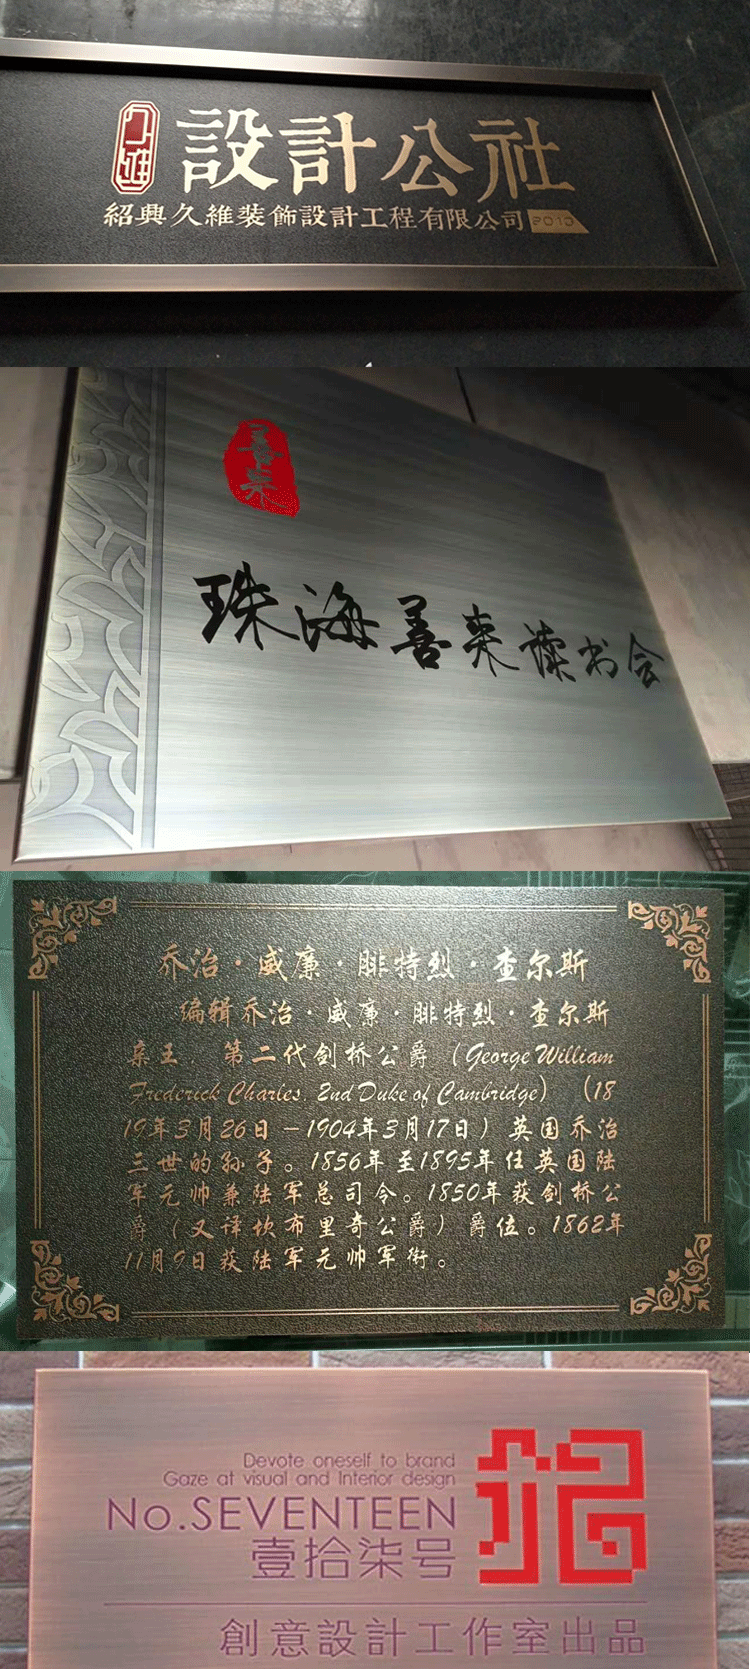 久維
設計公社
紹興久維裝飾設計工程有限公司 2010
善来
珠海善来读书会
乔治·威廉·腓特烈·查尔斯
编辑乔治·威廉·腓特烈·查尔斯
亲王，第二代剑桥公爵（George William
Frederick Charles, 2nd Duke of Cambridge）（18
19年3月26日－1904年3月17日）英国乔治
三世的孙子。1856年至1895年任英国陆
军元帅兼陆军总司令。1850年获剑桥公
爵（又译坎布里奇公爵）爵位。1862年
11月9日获陆军元帅军衔。
Devote oneself to brand
Gaze at visual and Interior design
No.SEVENTEEN
壹拾柒号
創意設計工作室出品